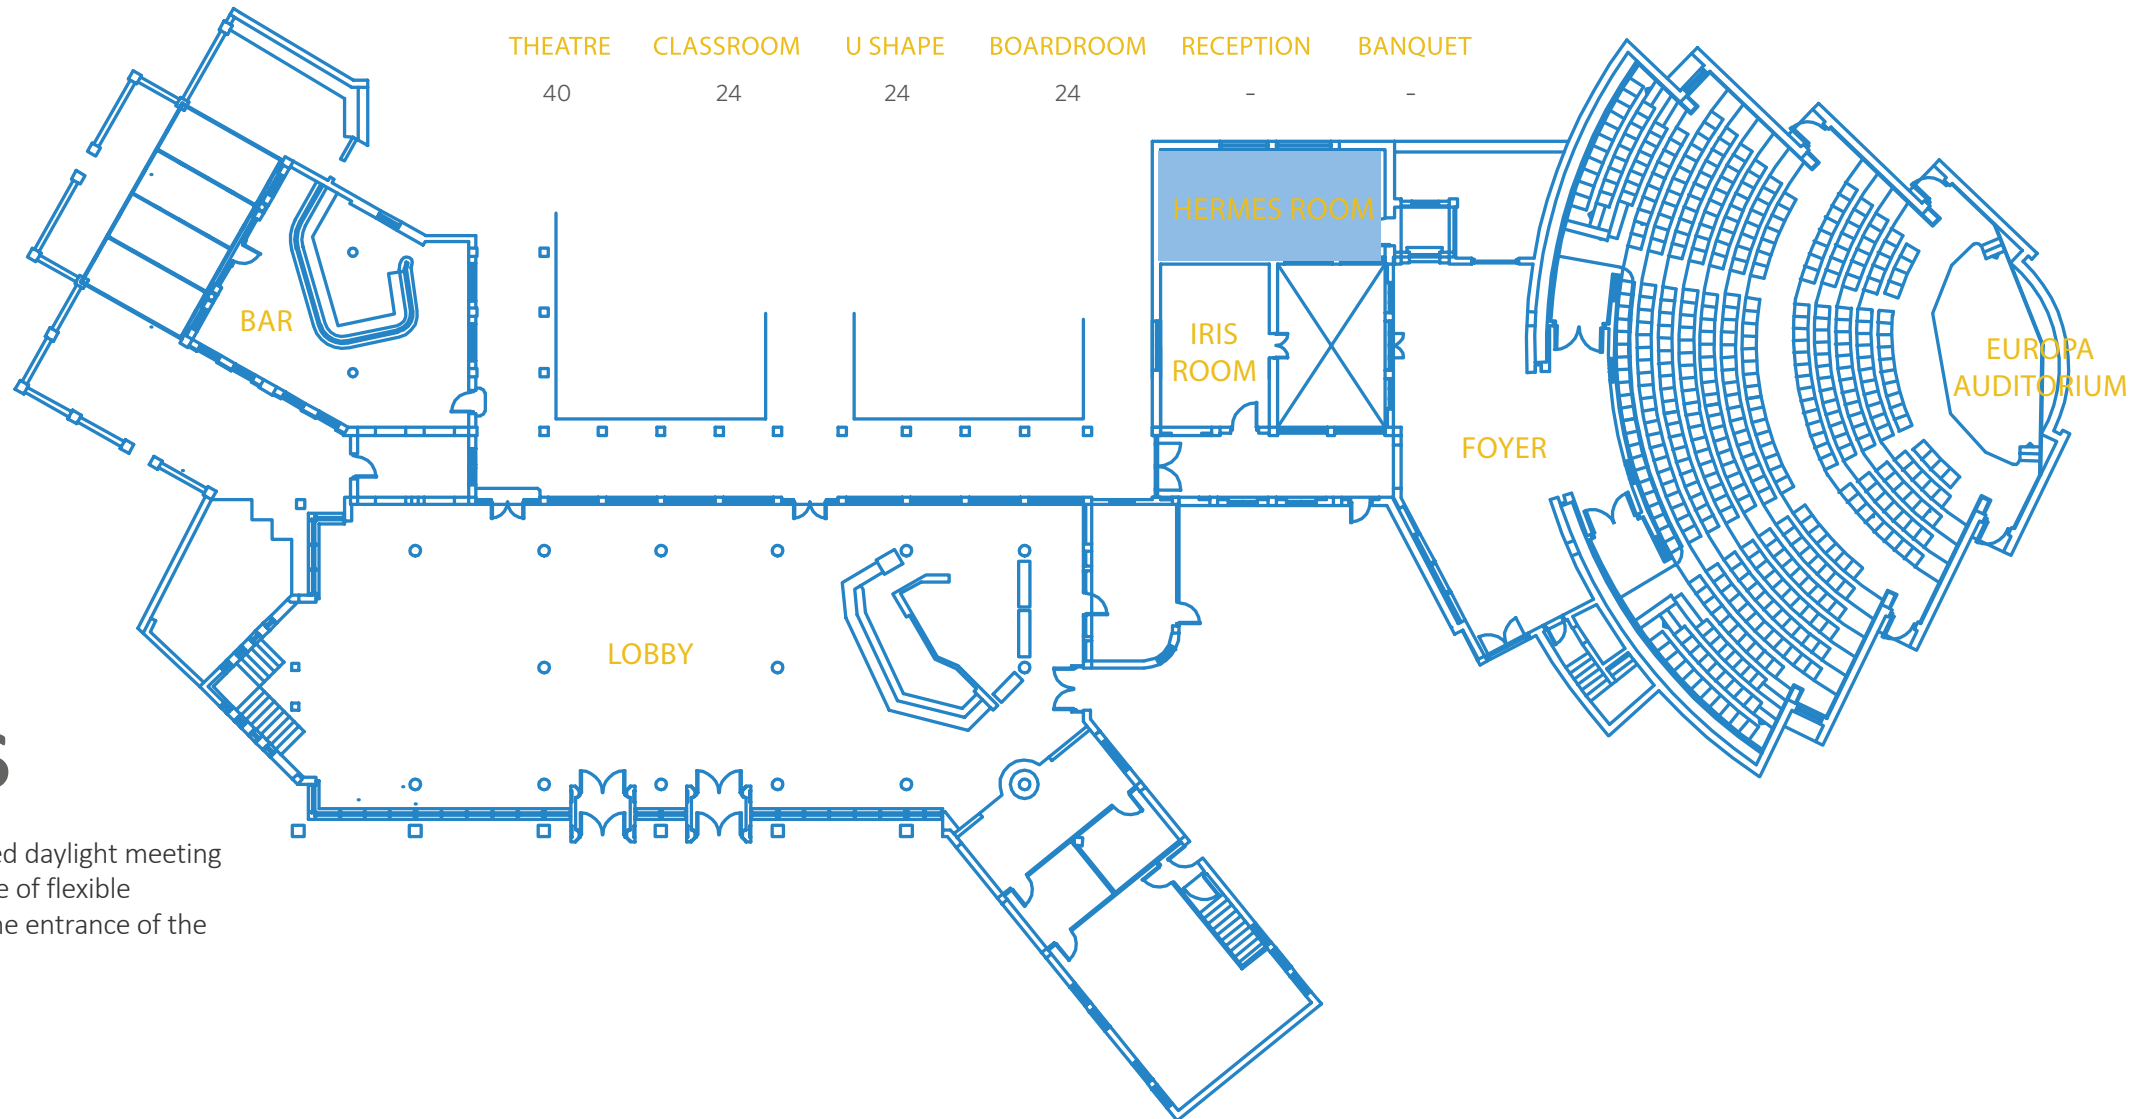 THEATRE CLASSROOM U SHAPE BOARDROOM RECEPTION BANQUET
40 24 24 24 - -
HERMES ROOM
BAR
IRIS
ROOM
EUROPA
AUDITORIUM
FOYER
LOBBY
S
ed daylight meeting
e of flexible
he entrance of the